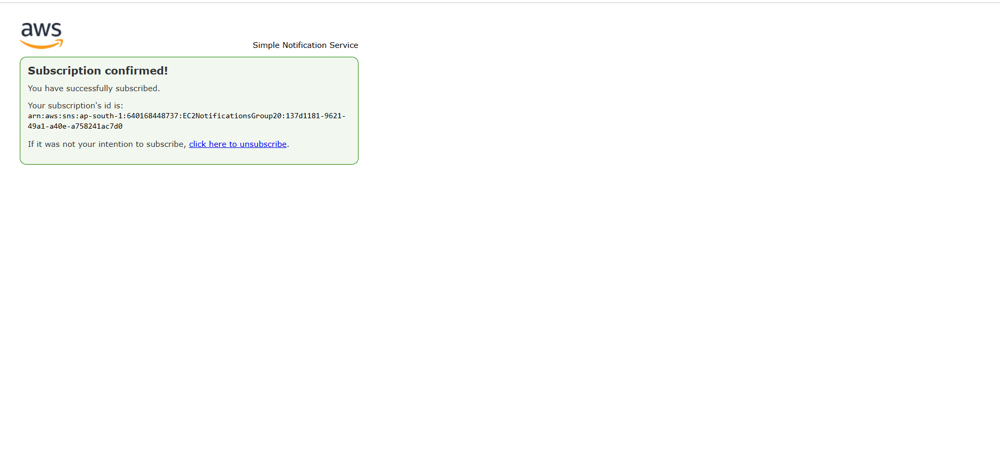 aws
Simple Notification Service
Subscription confirmed!
You have successfully subscribed.
Your subscription's id is:
arn:aws:sns:ap-south-1:640168448737:EC2NotificationsGroup20:137d1181-9621-
49a1-a40e-a758241ac7d0
If it was not your intention to subscribe, click here to unsubscribe.